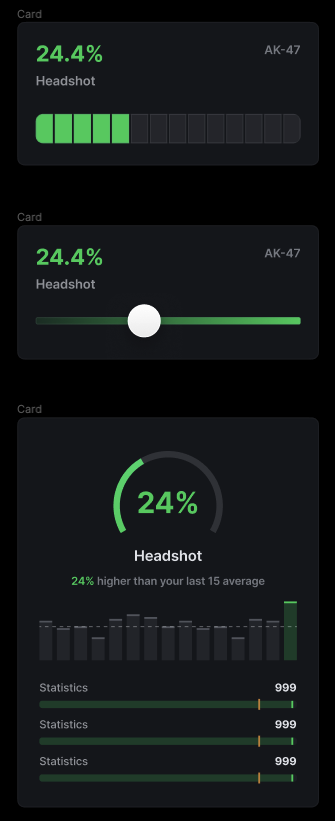 Card
24.4%
AK-47
Headshot
Card
24.4%
AK-47
Headshot
Card
24%
Headshot
24% higher than your last 15 average
Statistics 999
Statistics 999
Statistics 999